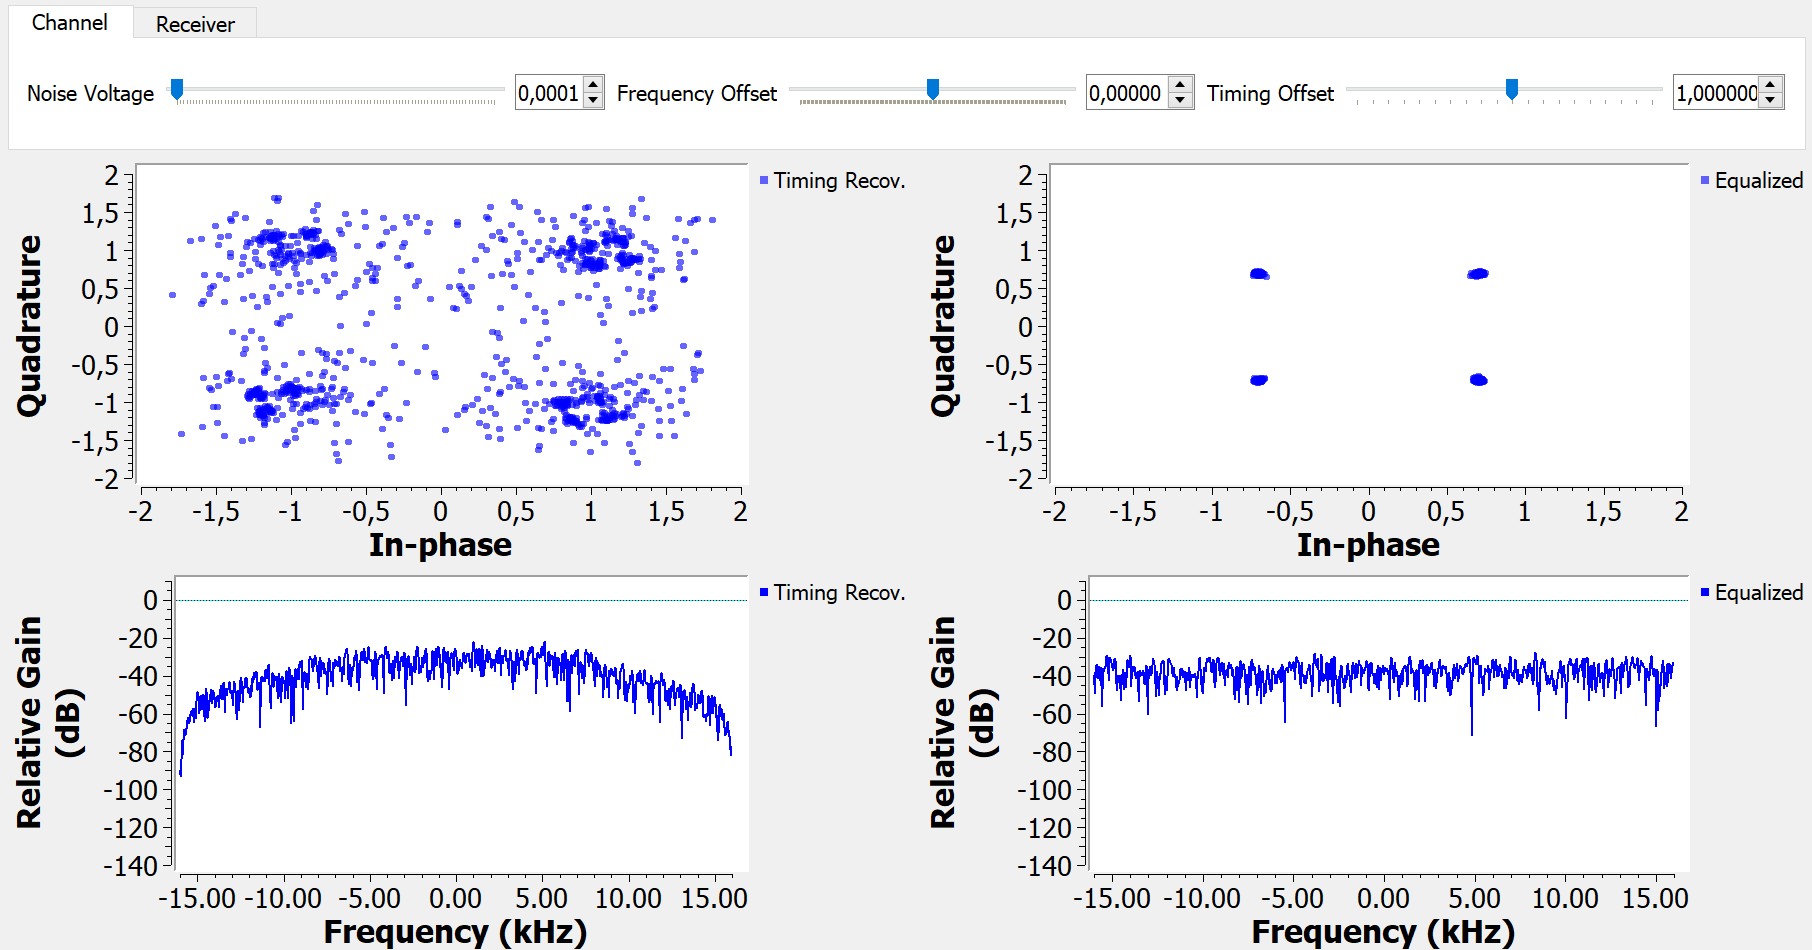 Channel
Receiver
Noise Voltage
0,0001
Frequency Offset
0,00000
Timing Offset
1,000000
2
1,5
1
0,5
0
-0,5
-1
-1,5
-2
Quadrature
-2 -1,5 -1 -0,5 0 0,5 1 1,5 2
In-phase
Timing Recov.
2
1,5
1
0,5
0
-0,5
-1
-1,5
-2
Quadrature
-2 -1,5 -1 -0,5 0 0,5 1 1,5 2
In-phase
Equalized
0
-20
-40
-60
-80
-100
-120
-140
Relative Gain
(dB)
-15.00 -10.00 -5.00 0.00 5.00 10.00 15.00
Frequency (kHz)
Timing Recov.
0
-20
-40
-60
-80
-100
-120
-140
Relative Gain
(dB)
-15.00 -10.00 -5.00 0.00 5.00 10.00 15.00
Frequency (kHz)
Equalized